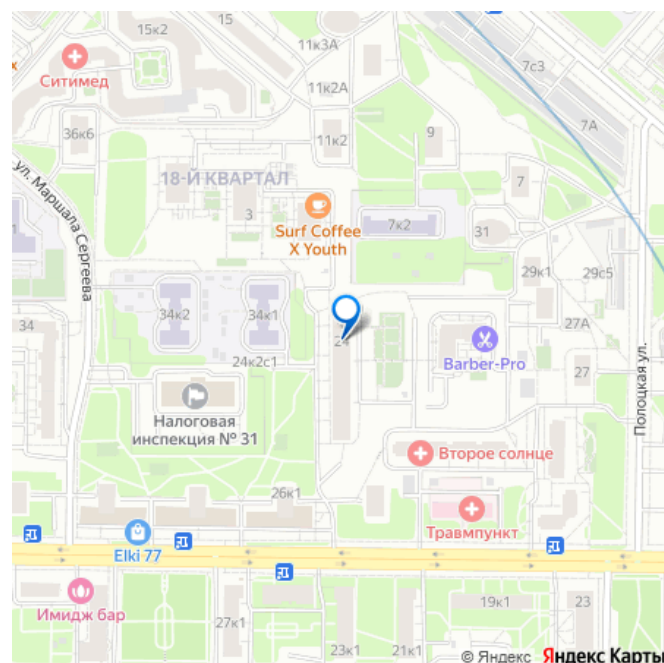 15к2
11к3А
7с3
Ситимед
х
11к2А
7А
36к6
11к2
9
ул. Маршала Сергеева
18-Й КВАРТАЛ
7
3
Surf Coffee
X Youth
7к2
31
29к1
29с5
34к2
34к1
34
24
27А
24к2с1
Barber-Pro
27
Полоцкая ул.
Налоговая
инспекция № 31
Второе солнце
26к1
Травмпункт
Elki 77
Имидж бар
19к1
23
27к1
23к1
21к1
© Яндекс Яндекс Карты